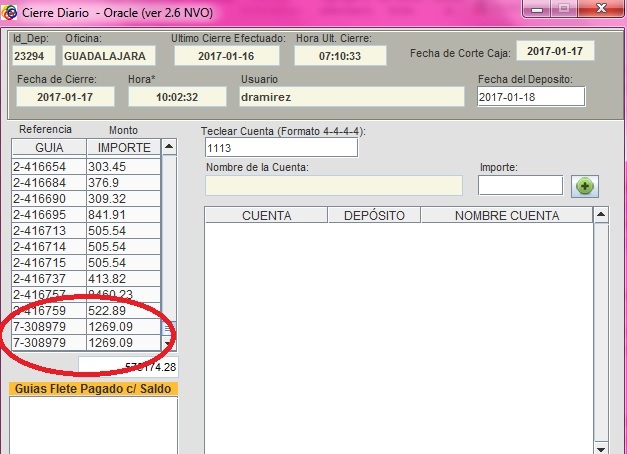 Cierre Diario - Oracle (ver 2.6 NVO)
Id_Dep: Oficina: Ultimo Cierre Efectuado: Hora Ult. Cierre: Fecha de Corte Caja: 2017-01-17
23294 GUADALAJARA 2017-01-16 07:10:33
Fecha de Cierre: Hora* Usuario Fecha del Deposito:
2017-01-17 10:02:32 dramirez 2017-01-18
Referencia Monto
GUIA IMPORTE
2-416654 303.45
2-416684 376.9
2-416690 309.32
2-416695 841.91
2-416713 505.54
2-416714 505.54
2-416715 505.54
2-416737 413.82
2-416757 8460.23
2-416759 522.89
7-308979 1269.09
7-308979 1269.09
174.28
Guias Flete Pagado c/ Saldo
Teclear Cuenta (Formato 4-4-4-4):
1113
Nombre de la Cuenta: Importe:
CUENTA DEPÓSITO NOMBRE CUENTA